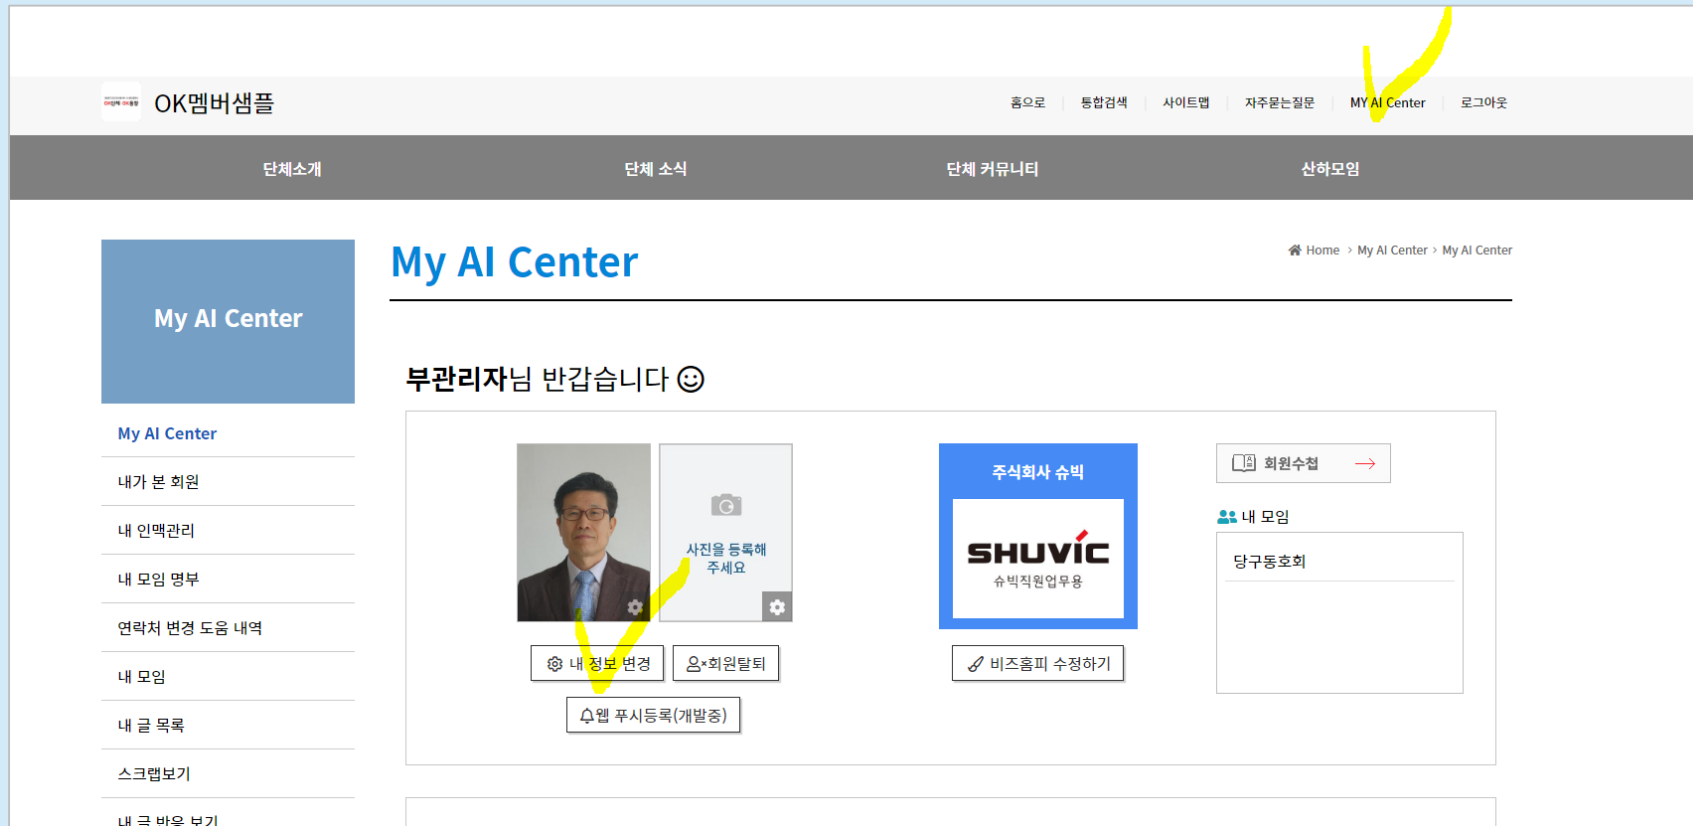 OK멤버샘플
홈으로 통합검색 사이트맵 자주묻는질문 MY AI Center 로그아웃
단체소개 단체 소식 단체 커뮤니티 산하모임
My AI Center
My AI Center
Home > My AI Center > My AI Center
부관리자님 반갑습니다
My AI Center
내가 본 회원
내 인맥관리
내 모임 명부
연락처 변경 도움 내역
내 모임
내 글 목록
스크랩보기
내 글 반응 보기
사진을 등록해
주세요
내 정보 변경
회원탈퇴
웹 푸시등록(개발중)
주식회사 슈빅
SHUVIC
슈빅직원업무용
비즈홈피 수정하기
회원수첩
내 모임
당구동호회